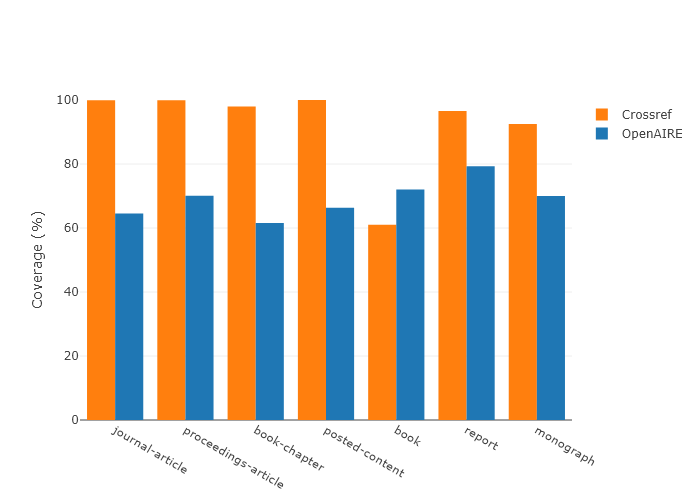 Coverage (%)
100
80
60
40
20
0
journal-article
proceedings-article
book-chapter
posted-content
book
report
monograph
Crossref
OpenAIRE